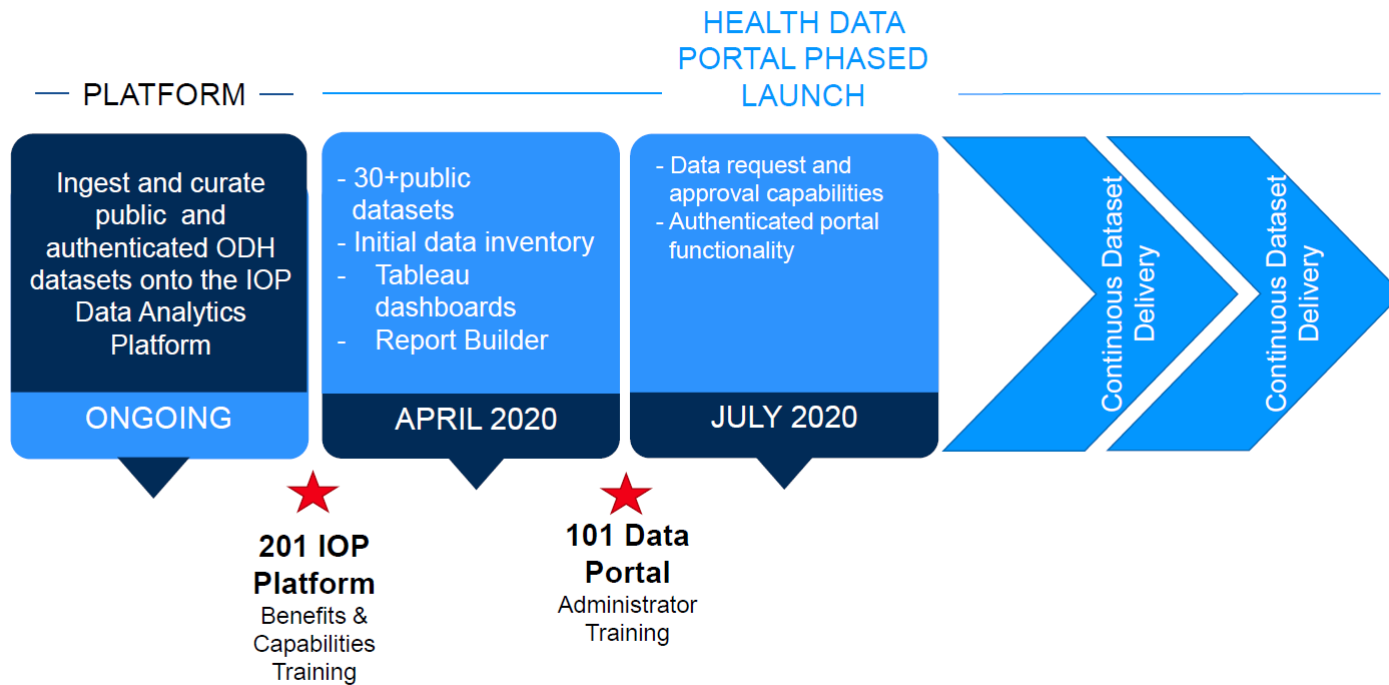 HEALTH DATA
PORTAL PHASED
LAUNCH
PLATFORM
Ingest and curate
public and
authenticated ODH
datasets onto the IOP
Data Analytics
Platform
ONGOING
- 30+public
datasets
- Initial data inventory
- Tableau
dashboards
- Report Builder
APRIL 2020
- Data request and
approval capabilities
- Authenticated portal
functionality
JULY 2020
Continuous Dataset
Delivery
Continuous Dataset
Delivery
201 IOP
Platform
Benefits &
Capabilities
Training
101 Data
Portal
Administrator
Training